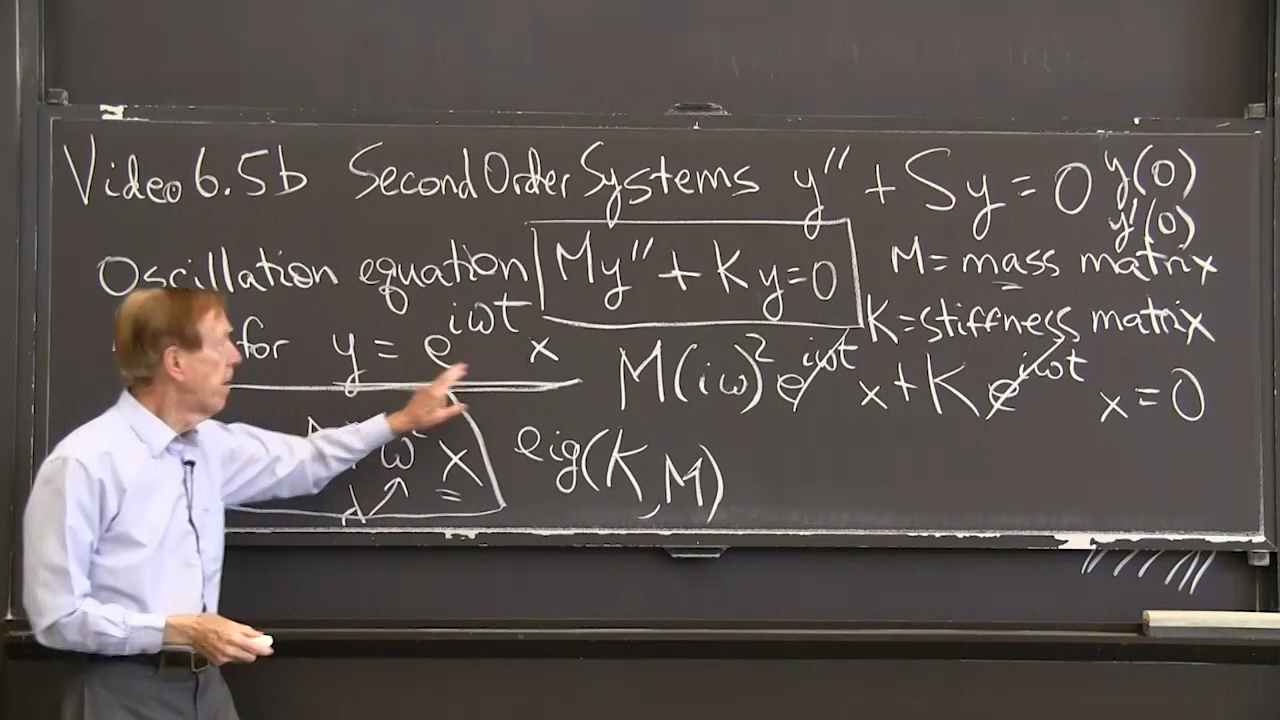 Video 6.5b Second Order Systems y'' + Sy = 0 y(0)
y'(0)
Oscillation equation My'' + Ky = 0 M = mass matrix
K = stiffness matrix
for y = e^{iωt} x M(iω)² e^{iωt} x + K e^{iωt} x = 0
ω² x eig(K, M)
λ